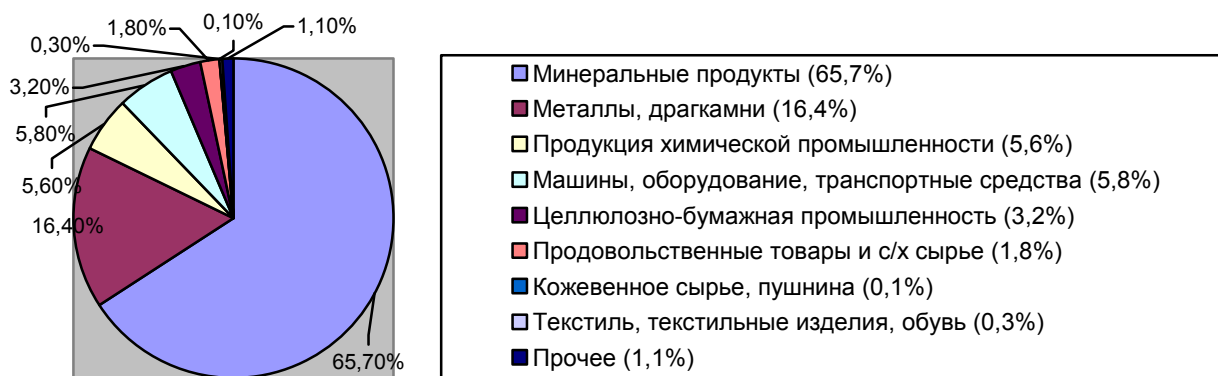 0,30%
1,80%
0,10%
1,10%
3,20%
5,80%
5,60%
16,40%
65,70%
Минеральные продукты (65,7%)
Металлы, драгкамни (16,4%)
Продукция химической промышленности (5,6%)
Машины, оборудование, транспортные средства (5,8%)
Целлюлозно-бумажная промышленность (3,2%)
Продовольственные товары и с/х сырье (1,8%)
Кожевенное сырье, пушнина (0,1%)
Текстиль, текстильные изделия, обувь (0,3%)
Прочее (1,1%)